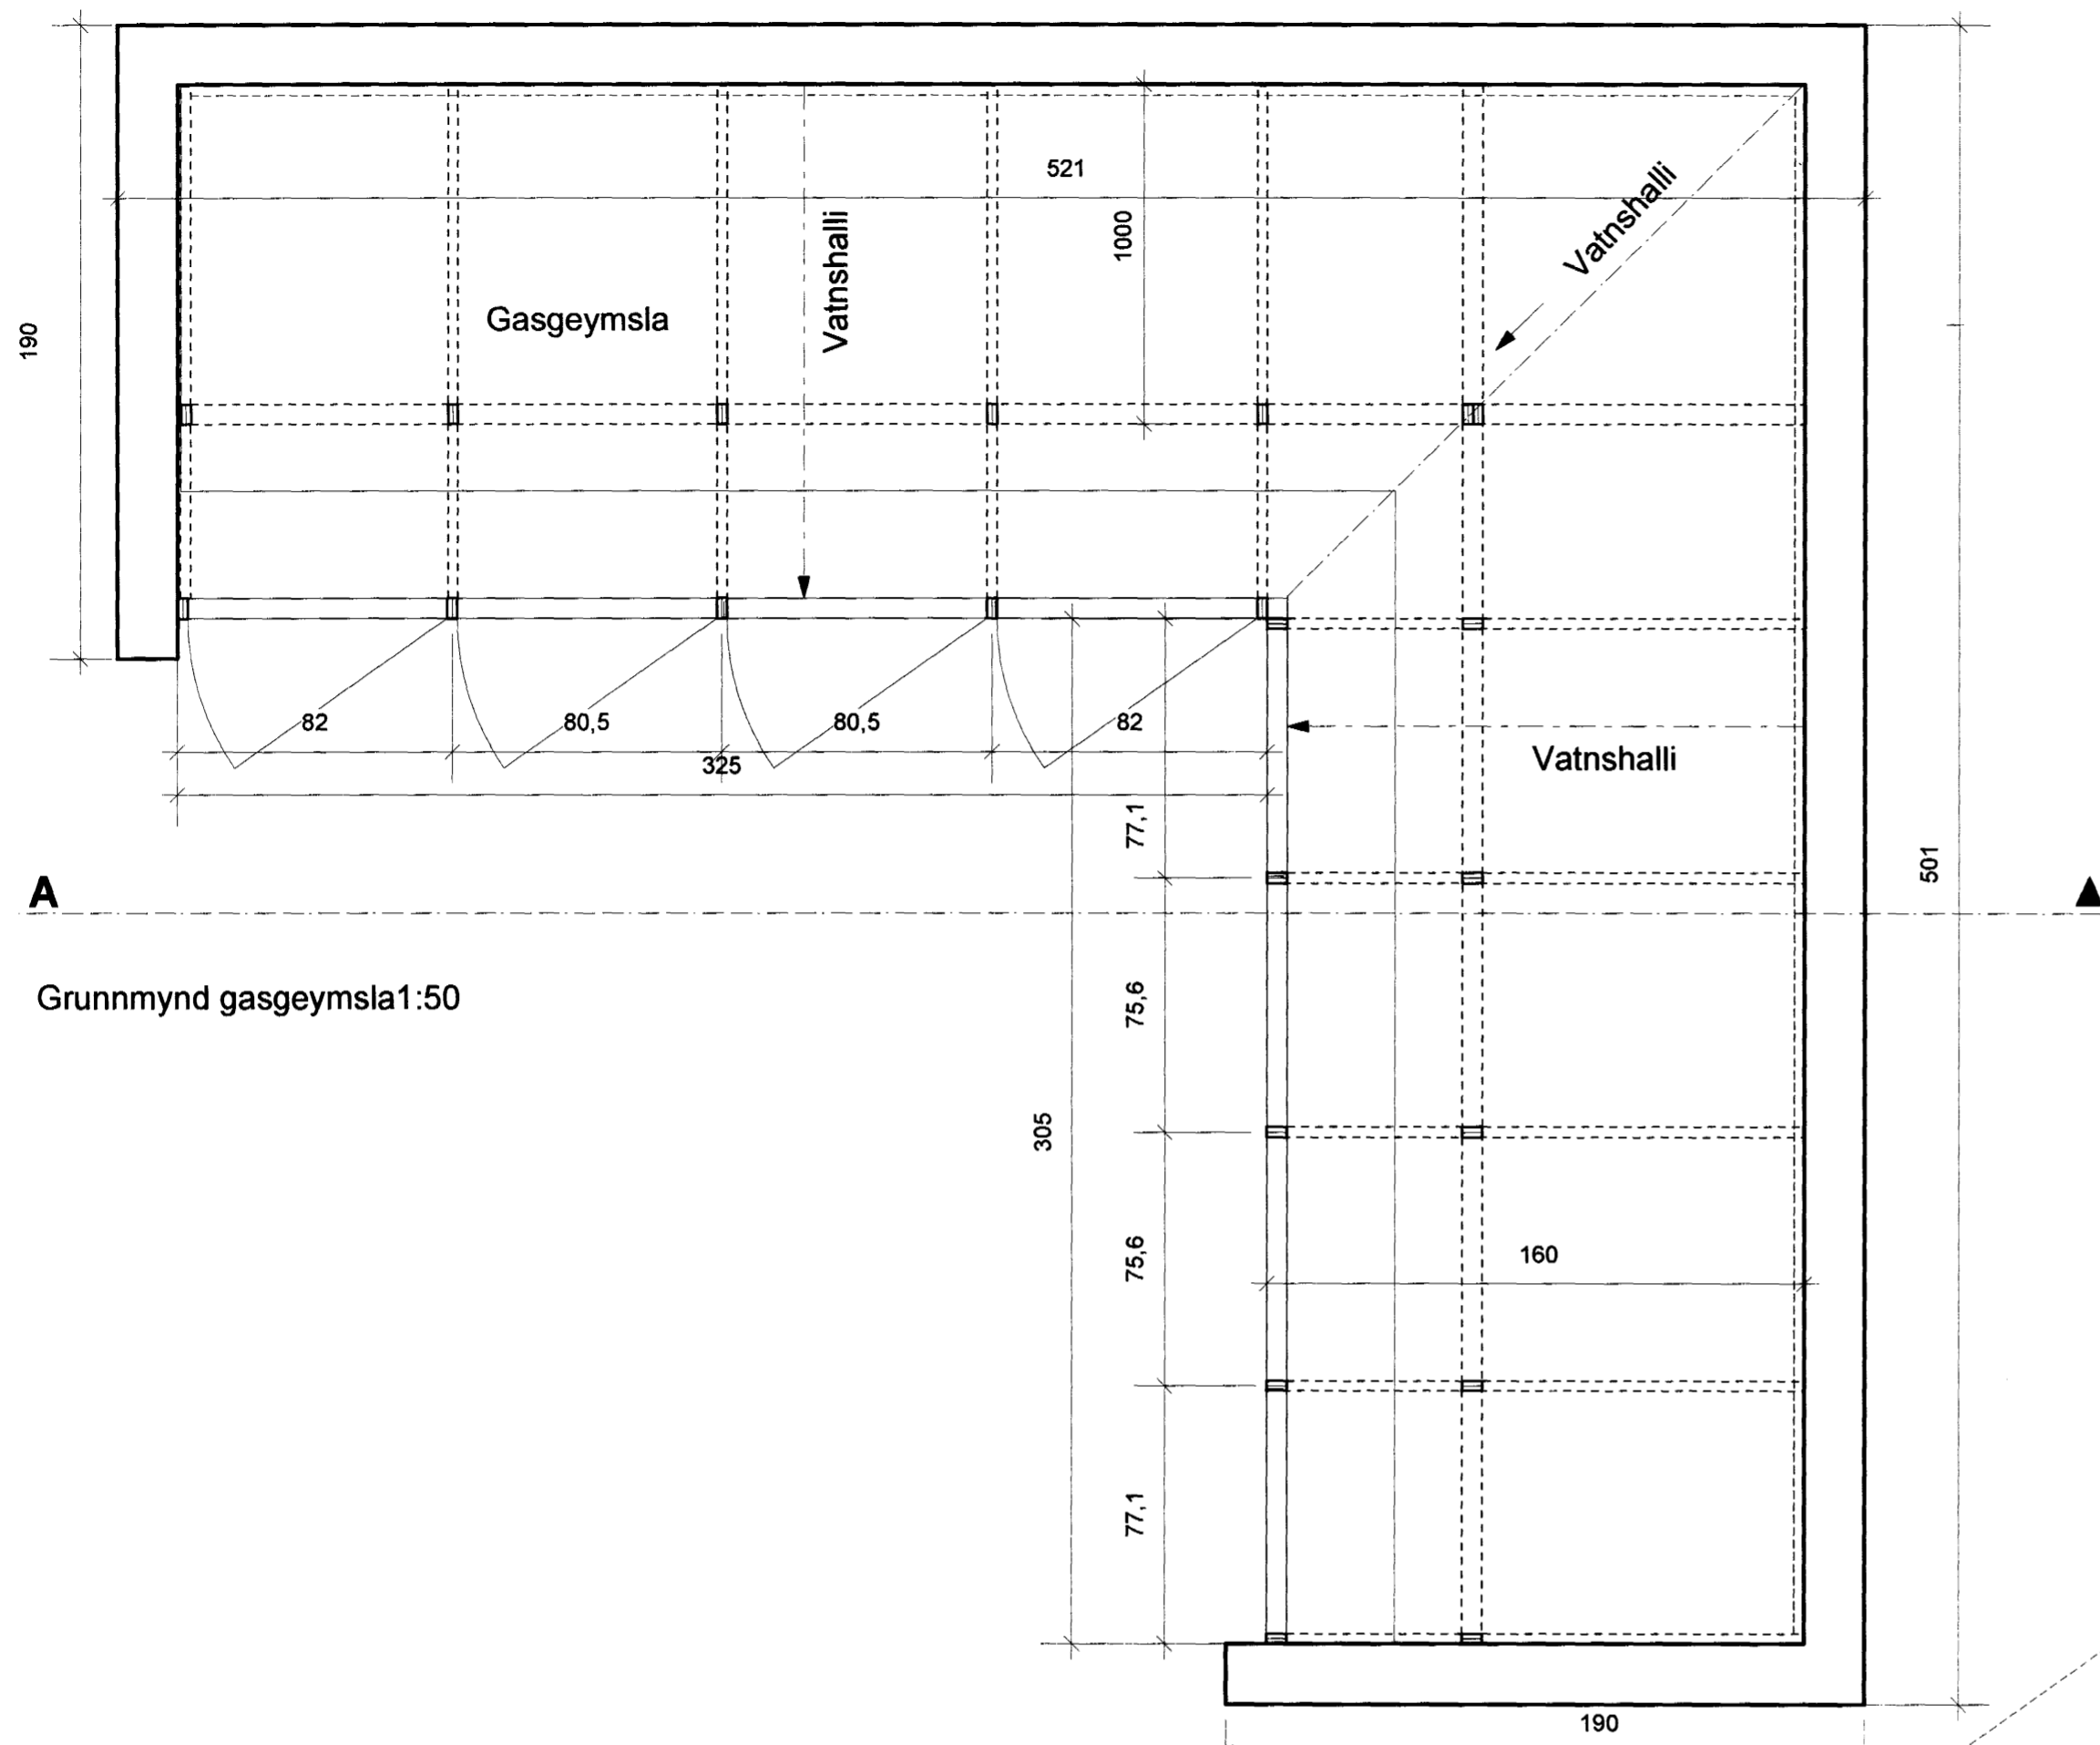 521
1000
Vatnshalli
Vatnshalli
190
Gasgeymsla
82
80,5
80,5
82
325
Vatnshalli
77,1
501
A
Grunnmynd gasgeymsla1:50
75,6
305
75,6
160
77,1
190